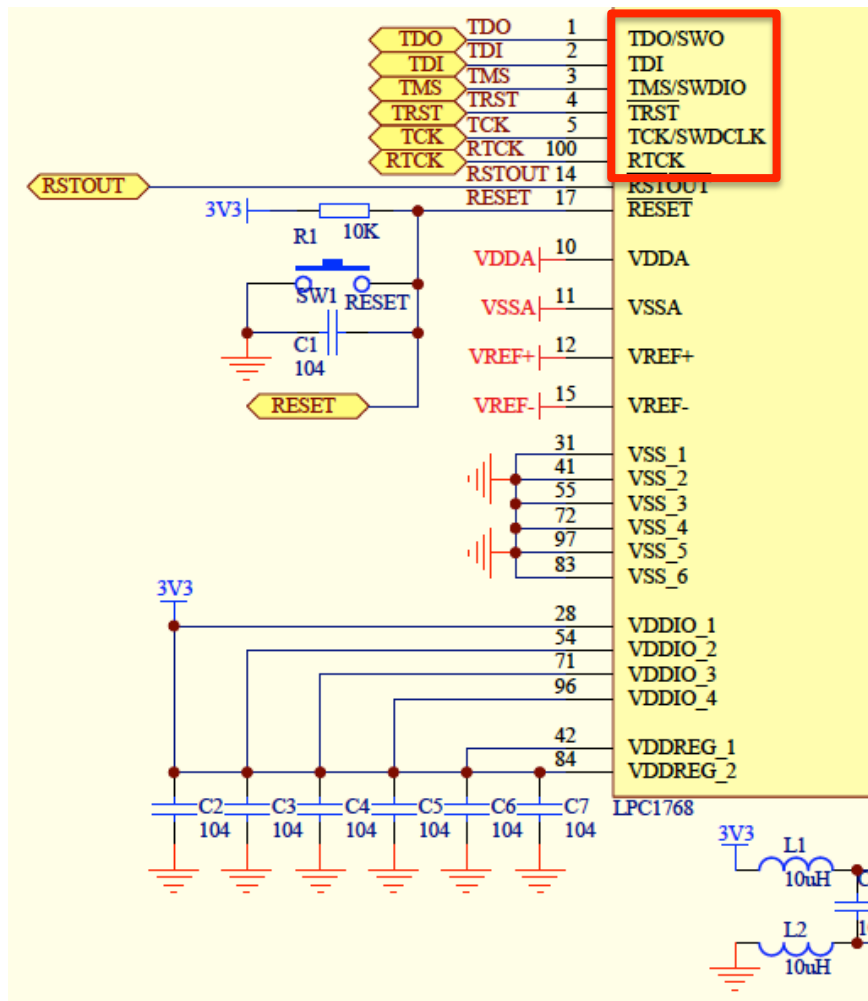 TDO TDO 1 TDO/SWO
TDI TDI 2 TDI
TMS TMS 3 TMS/SWDIO
TRST TRST 4 TRST
TCK TCK 5 TCK/SWDCLK
RTCK RTCK 100 RTCK
RSTOUT RSTOUT 14 RSTOUT
3V3 RESET 17 RESET
R1 10K
VDDA 10 VDDA
SW1 RESET
VSSA 11 VSSA
C1
104
VREF+ 12 VREF+
RESET VREF- 15 VREF-
31 VSS_1
41 VSS_2
55 VSS_3
72 VSS_4
97 VSS_5
83 VSS_6
3V3
28 VDDIO_1
54 VDDIO_2
71 VDDIO_3
96 VDDIO_4
42 VDDREG_1
84 VDDREG_2
C2 C3 C4 C5 C6 C7 LPC1768
104 104 104 104 104 104
3V3 L1
10uH
L2
10uH